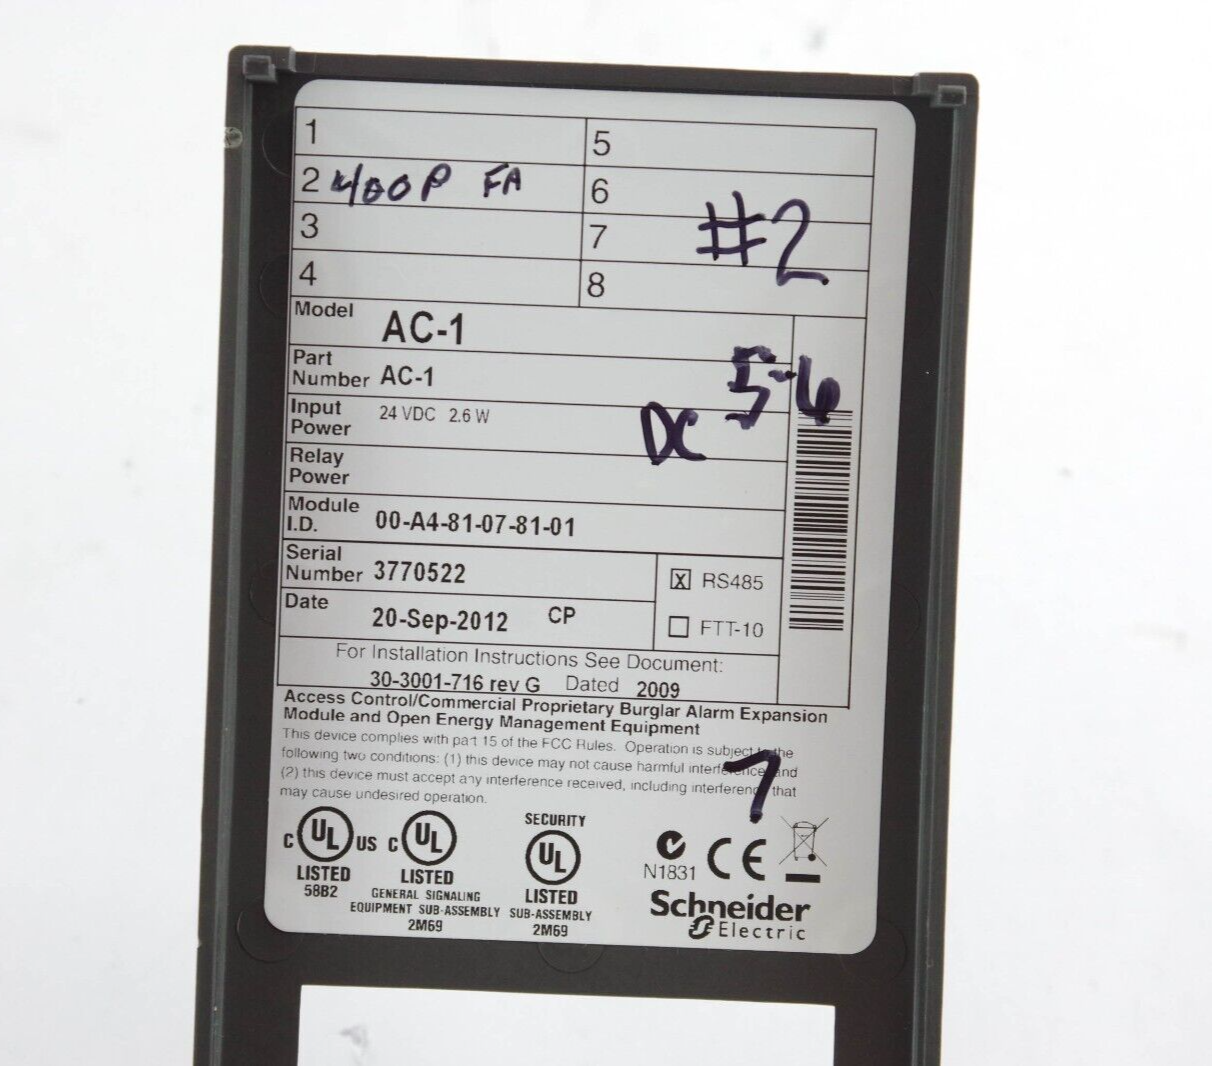 1
5
2 400P FA
6
3
7
#2
4
8
Model AC-1
Part Number AC-1
5-6
Input Power 24 VDC 2.6 W
DC
Relay Power
Module I.D. 00-A4-81-07-81-01
Serial Number 3770522
X RS485
Date 20-Sep-2012 CP
FTT-10
For Installation Instructions See Document:
30-3001-716 rev G Dated 2009
Access Control/Commercial Proprietary Burglar Alarm Expansion
Module and Open Energy Management Equipment
This device complies with part 15 of the FCC Rules. Operation is subject to the
following two conditions: (1) this device may not cause harmful interference, and
(2) this device must accept any interference received, including interference that
may cause undesired operation.
7
C UL US
LISTED
58B2
C UL
LISTED
GENERAL SIGNALING
EQUIPMENT SUB-ASSEMBLY
2M69
SECURITY
UL
LISTED
SUB-ASSEMBLY
2M69
N1831
CE
Schneider
Electric